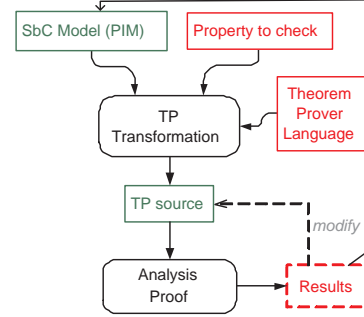 SbC Model (PIM)
Property to check
TP
Transformation
Theorem
Prover
Language
TP source
modify
Analysis
Proof
Results